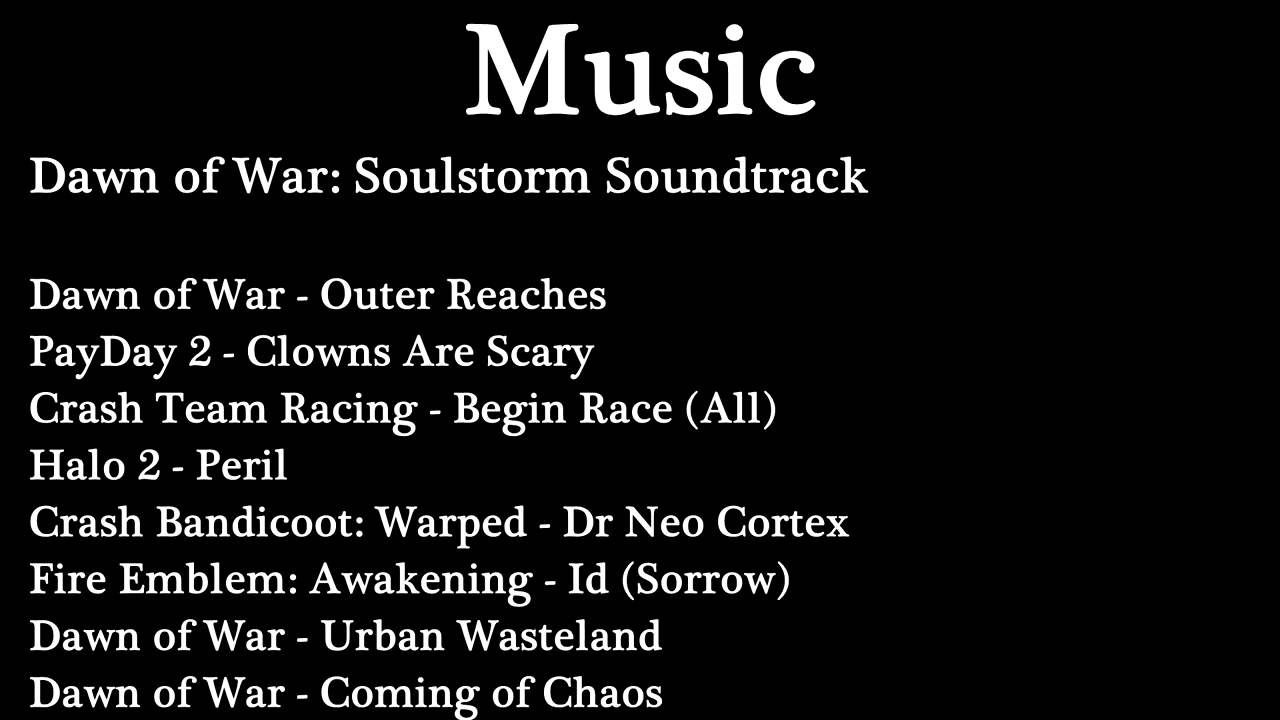 Music
Dawn of War: Soulstorm Soundtrack
Dawn of War - Outer Reaches
PayDay 2 - Clowns Are Scary
Crash Team Racing - Begin Race (All)
Halo 2 - Peril
Crash Bandicoot: Warped - Dr Neo Cortex
Fire Emblem: Awakening - Id (Sorrow)
Dawn of War - Urban Wasteland
Dawn of War - Coming of Chaos